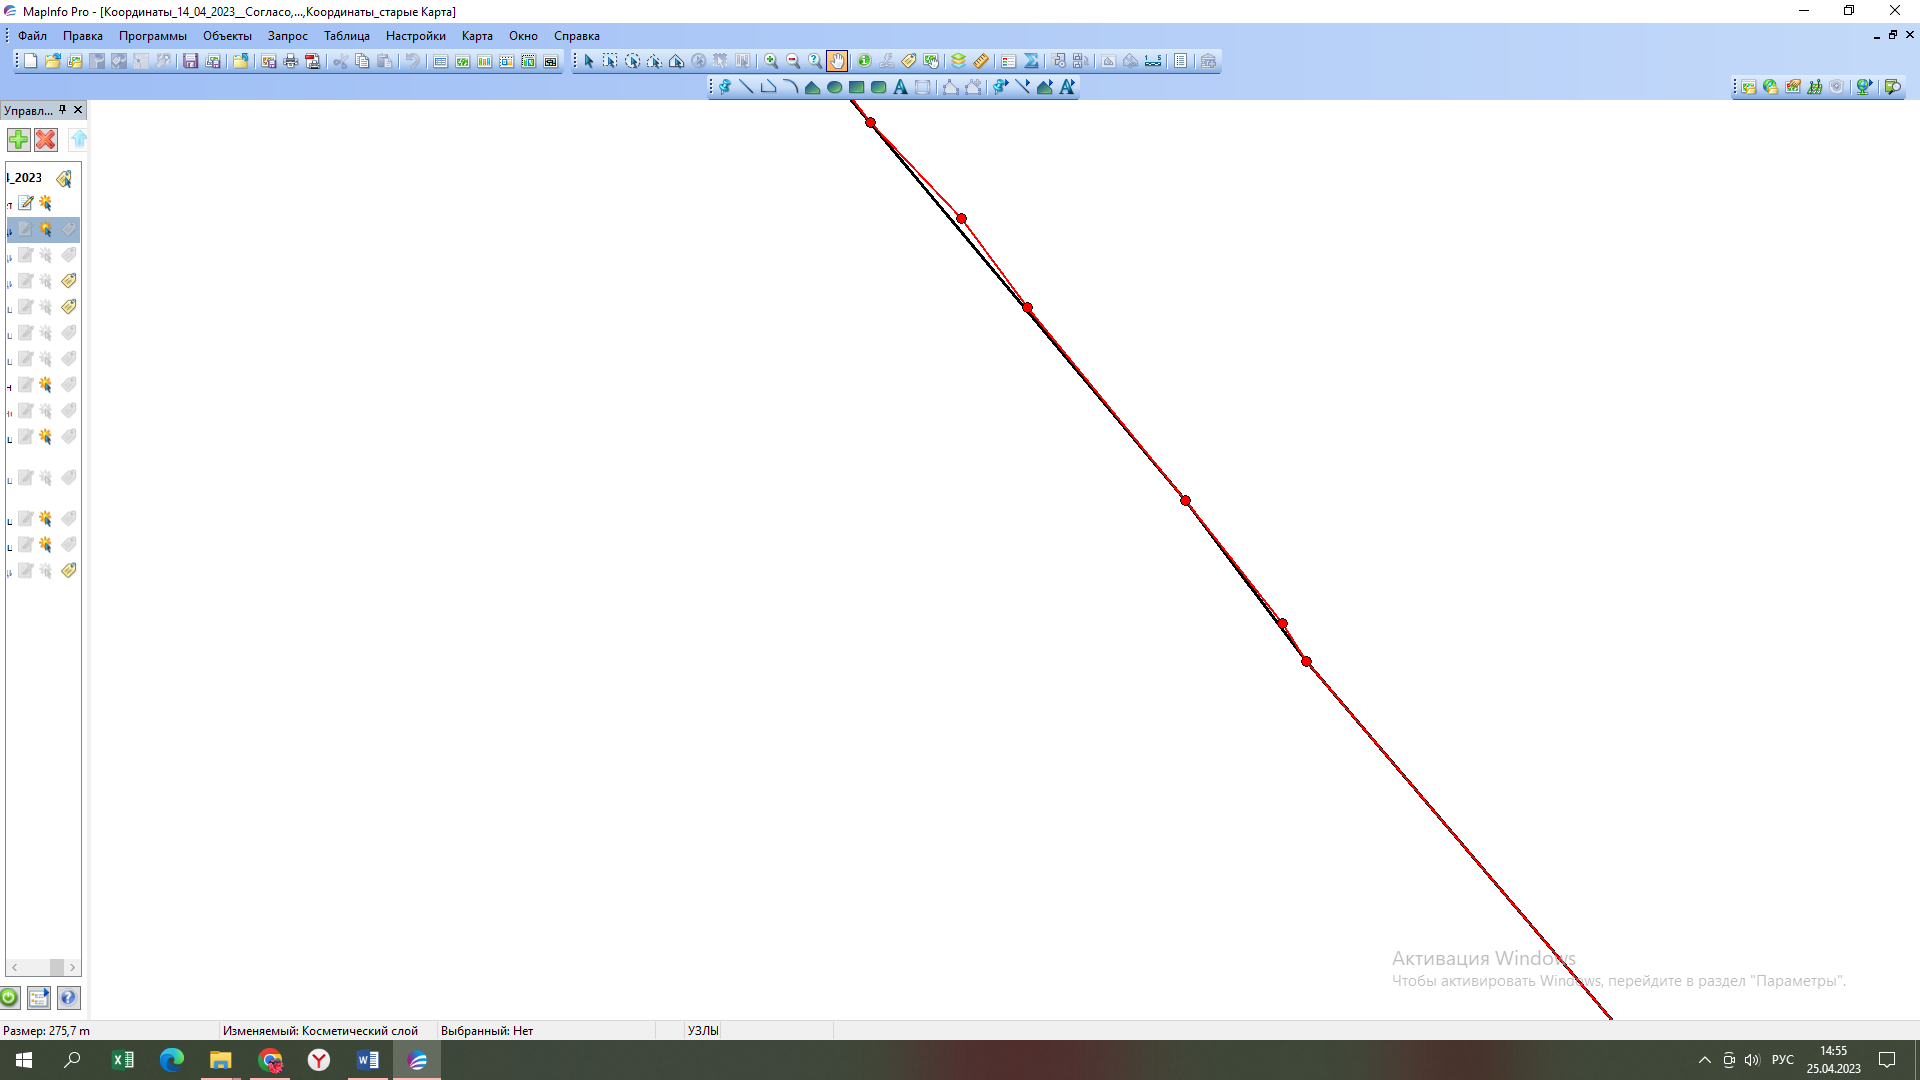 MapInfo Pro - [Координаты_14_04_2023__Согласо,...,Координаты_старые Карта]
Файл Правка Программы Объекты Запрос Таблица Настройки Карта Окно Справка
Управл...
4_2023
Активация Windows
Чтобы активировать Windows, перейдите в раздел "Параметры".
Размер: 275,7 m Изменяемый: Косметический слой Выбранный: Нет УЗЛЫ
РУС
14:55
25.04.2023